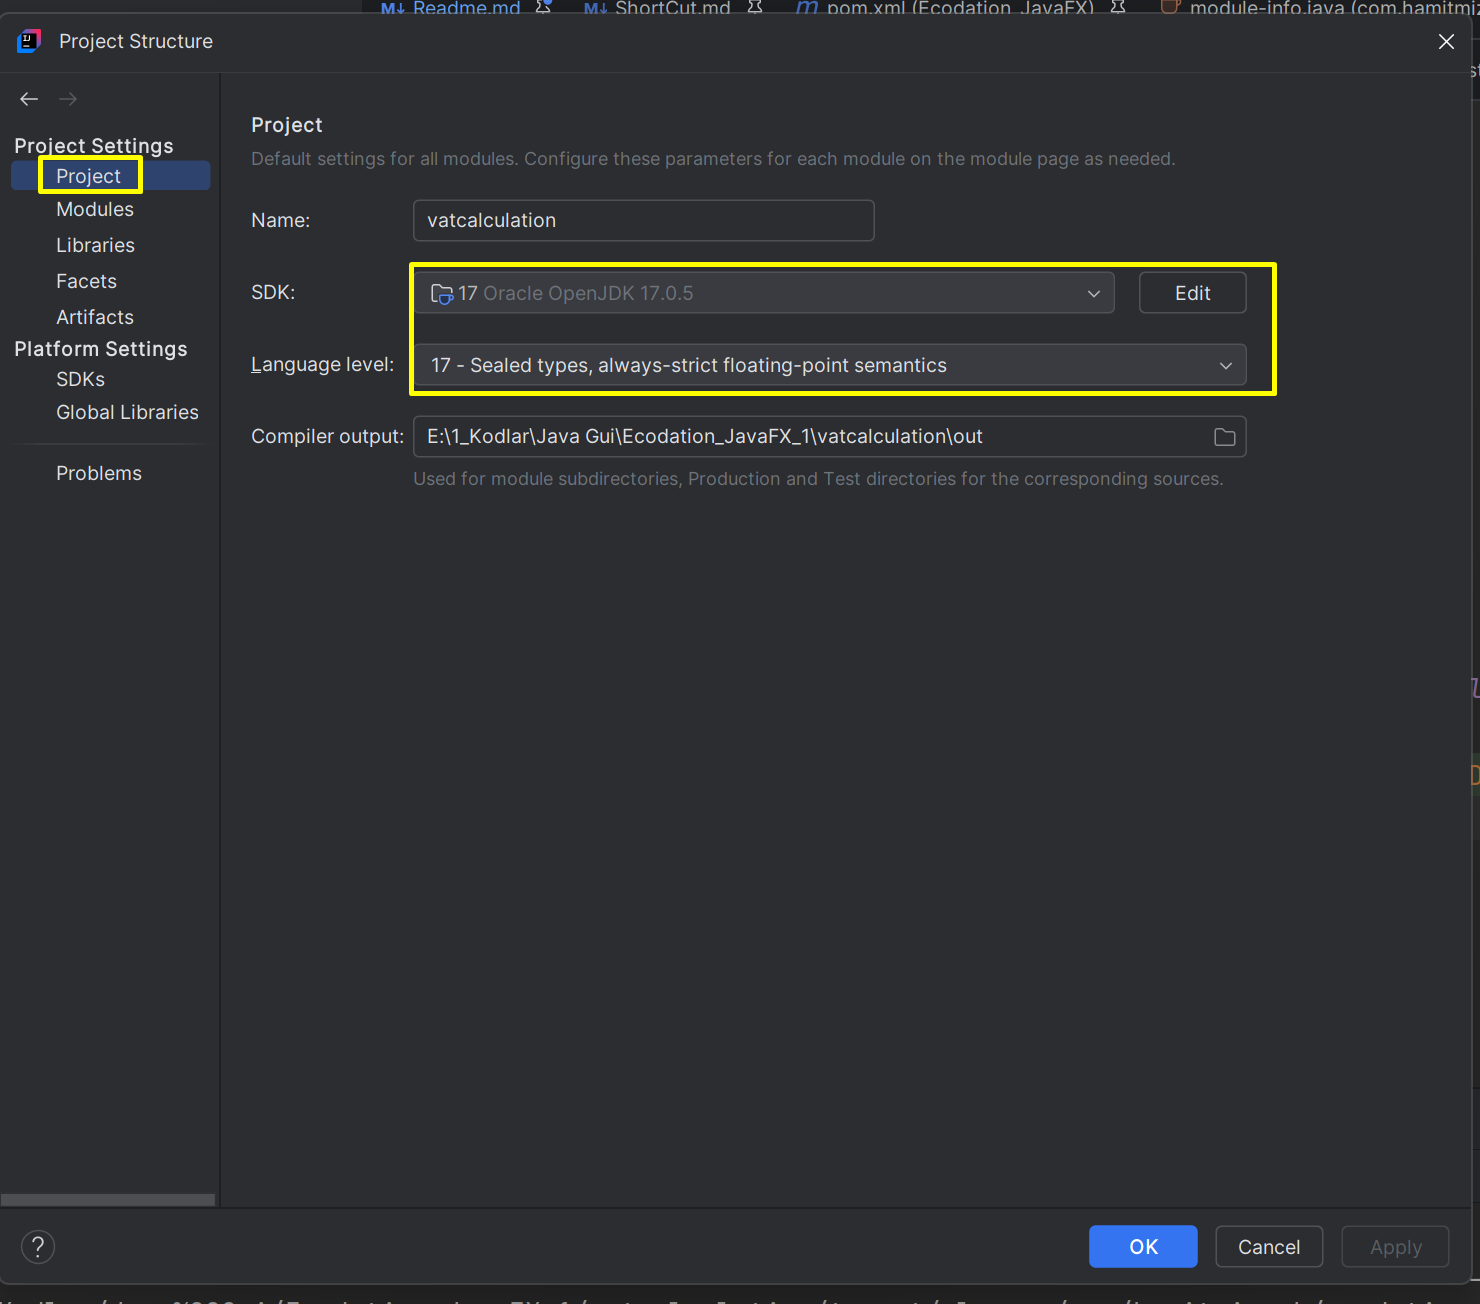 Readme.md ShortCut.md pom.xml (Ecodation_JavaFX) module-info.java (com.hamitmiz
Project Structure
Project Settings
Project
Modules
Libraries
Facets
Artifacts
Platform Settings
SDKs
Global Libraries
Problems
Project
Default settings for all modules. Configure these parameters for each module on the module page as needed.
Name: vatcalculation
SDK: 17 Oracle OpenJDK 17.0.5 Edit
Language level: 17 - Sealed types, always-strict floating-point semantics
Compiler output: E:\1_Kodlar\Java Gui\Ecodation_JavaFX_1\vatcalculation\out
Used for module subdirectories, Production and Test directories for the corresponding sources.
? OK Cancel Apply